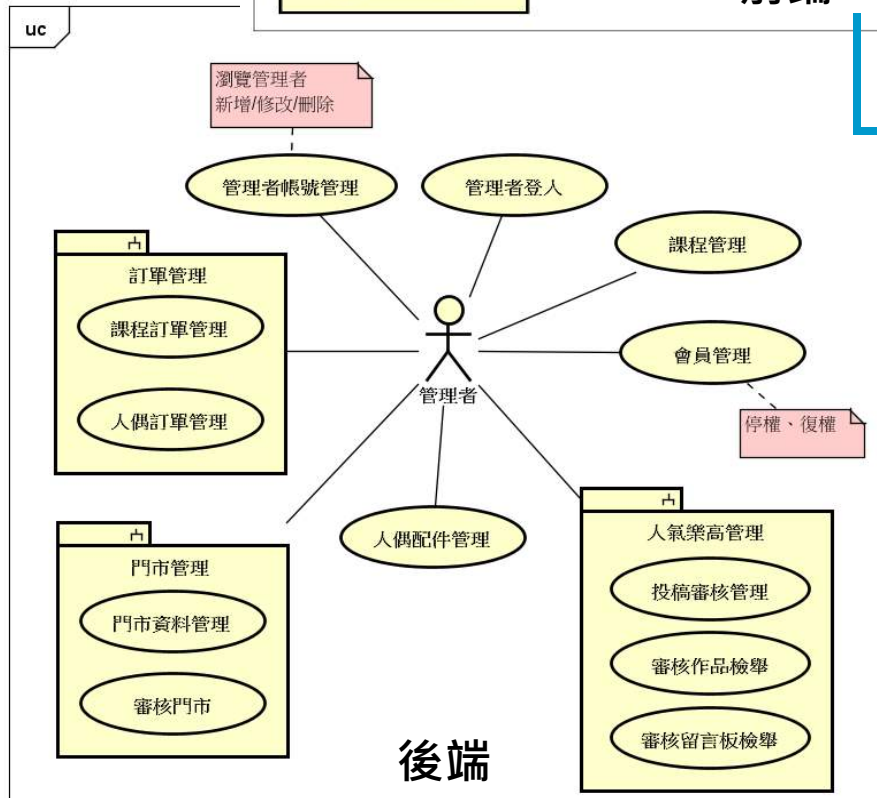 前端
uc
瀏覽管理者
新增/修改/刪除
管理者帳號管理
管理者登入
課程管理
訂單管理
課程訂單管理
人偶訂單管理
管理者
會員管理
停權、復權
人偶配件管理
門市管理
門市資料管理
審核門市
人氣樂高管理
投稿審核管理
審核作品檢舉
審核留言板檢舉
後端